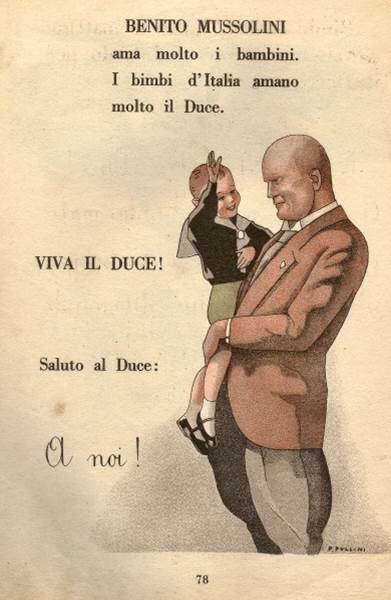 BENITO MUSSOLINI
ama molto i bambini.
I bimbi d'Italia amano
molto il Duce.
VIVA IL DUCE!
Saluto al Duce:
A noi!
P. PULLINI
78